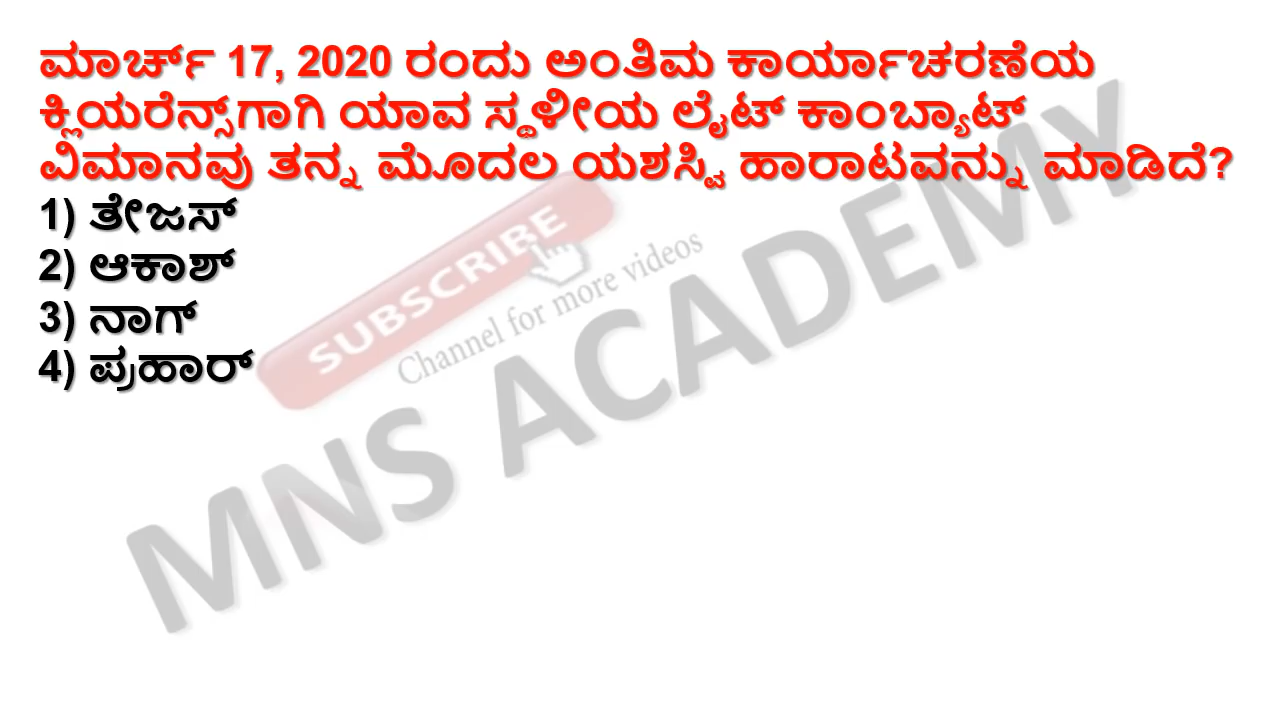 ಮಾರ್ಚ್ 17, 2020 ರಂದು ಅಂತಿಮ ಕಾರ್ಯಾಚರಣೆಯ
ಕ್ಲಿಯರೆನ್ಸ್‌ಗಾಗಿ ಯಾವ ಸ್ಥಳೀಯ ಲೈಟ್ ಕಾಂಬ್ಯಾಟ್
ವಿಮಾನವು ತನ್ನ ಮೊದಲ ಯಶಸ್ವಿ ಹಾರಾಟವನ್ನು ಮಾಡಿದೆ?
1) ತೇಜಸ್
2) ಆಕಾಶ್
3) ನಾಗ್
4) ಪ್ರಹಾರ್
SUBSCRIBE
Channel for more videos
MNS ACADEMY